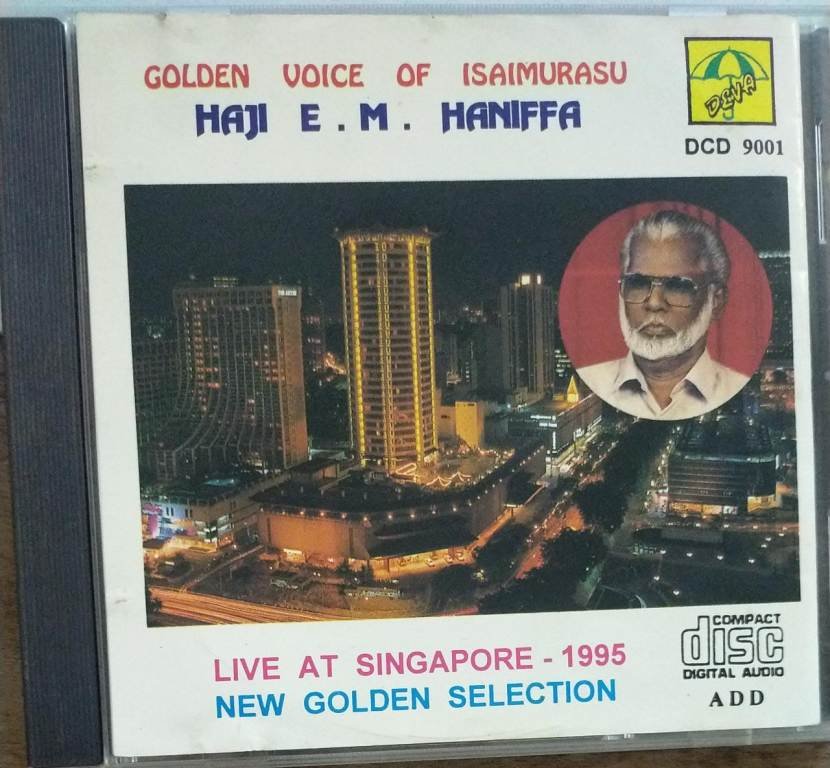 GOLDEN VOICE OF ISAIMURASU
HAJI E . M . HANIFFA
DEVA
DCD 9001
LIVE AT SINGAPORE - 1995
NEW GOLDEN SELECTION
COMPACT
disc
DIGITAL AUDIO
ADD